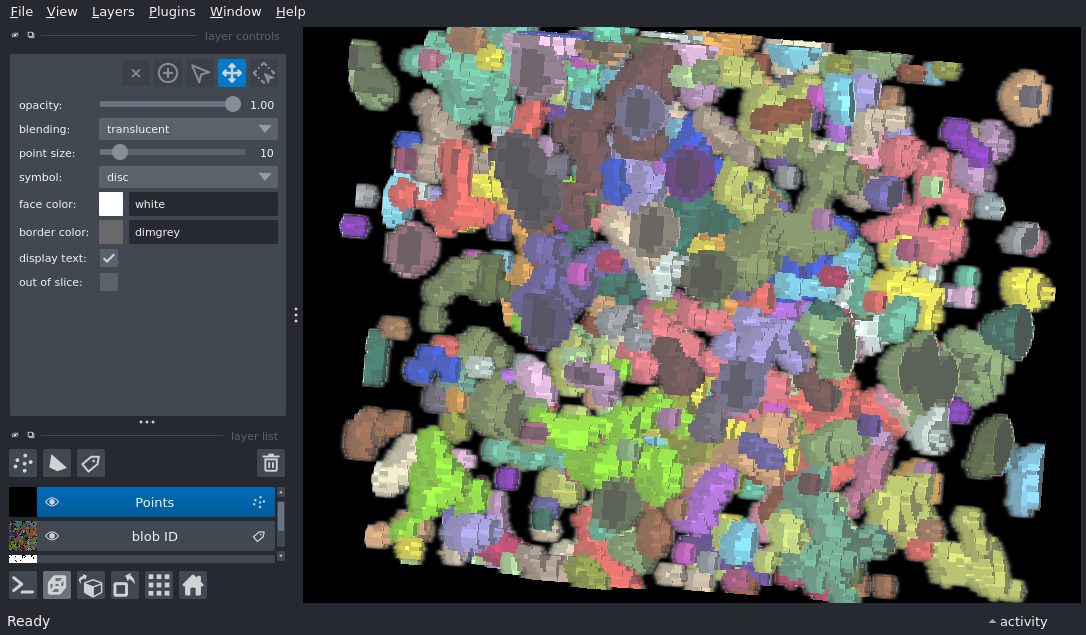 File View Layers Plugins Window Help
layer controls
opacity: 1.00
blending: translucent
point size: 10
symbol: disc
face color: white
border color: dimgrey
display text:
out of slice:
layer list
Points
blob ID
Ready activity